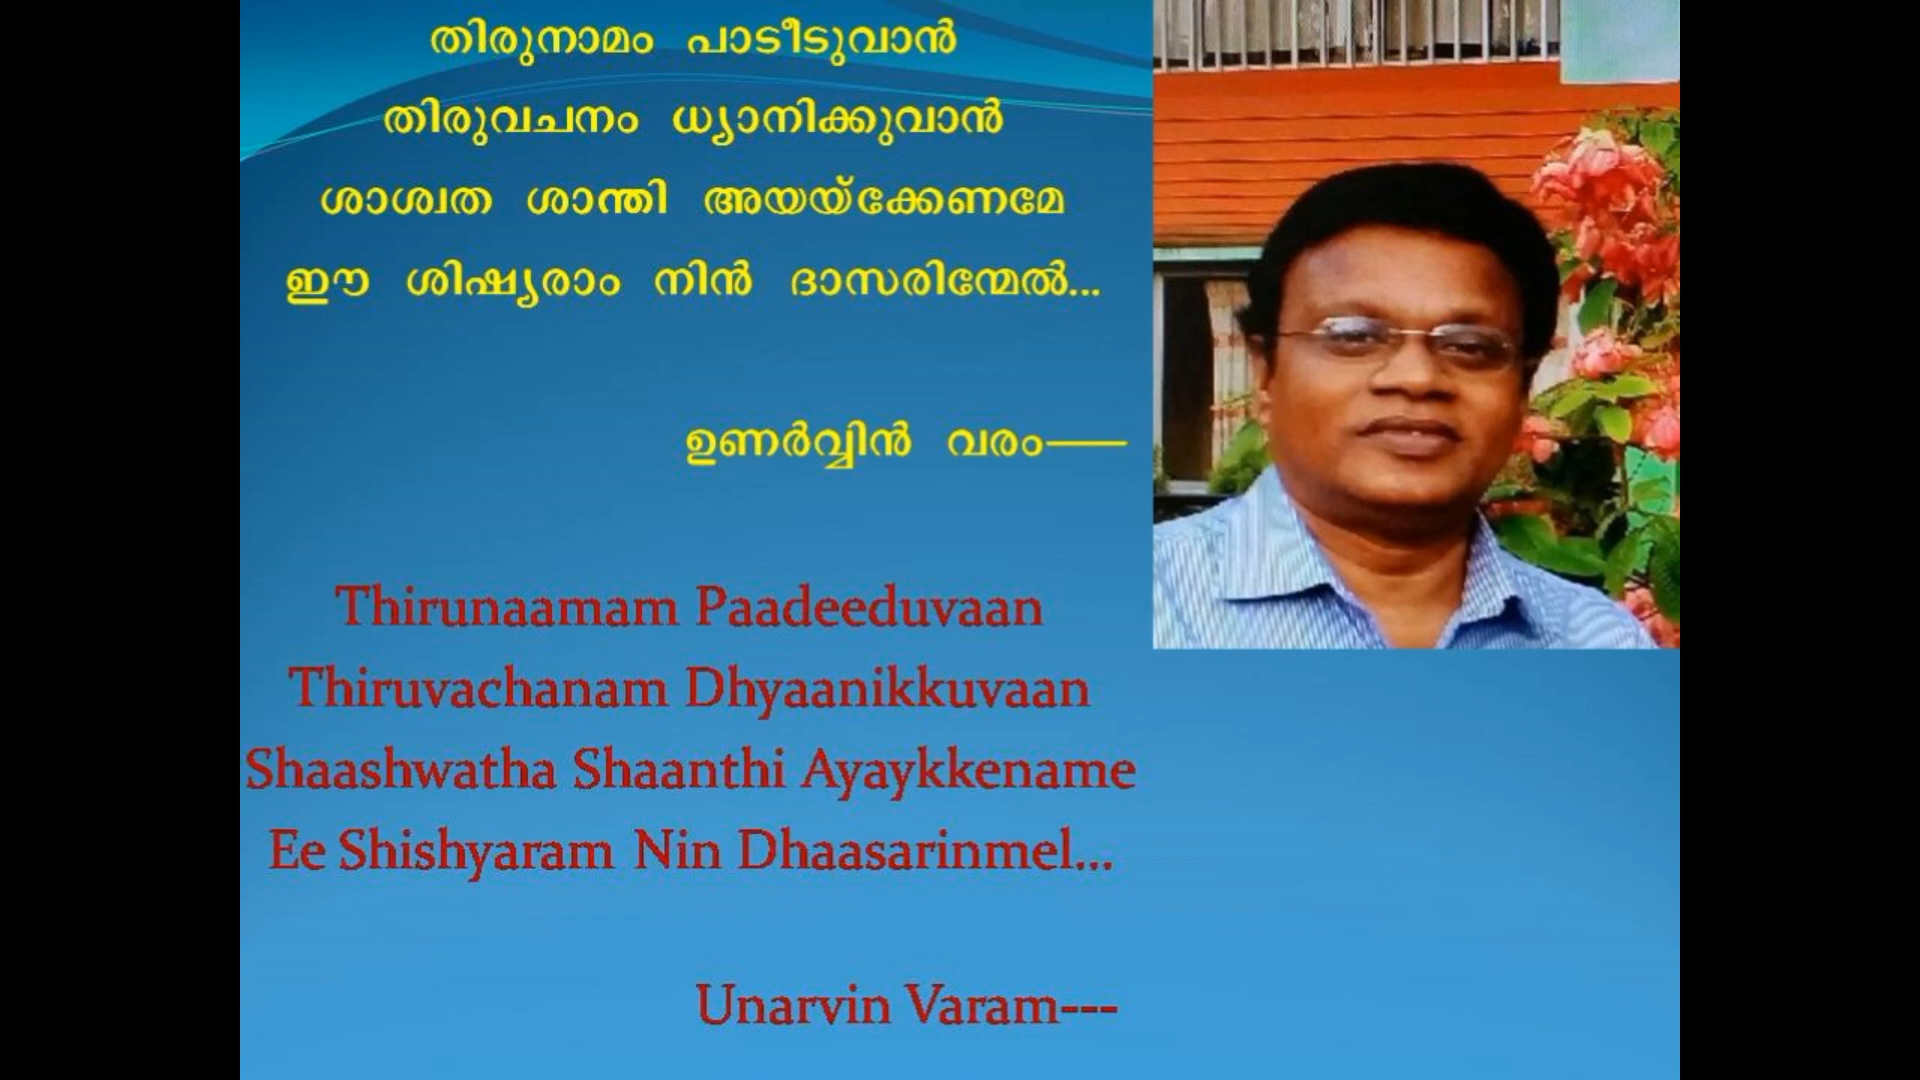 തിരുനാമം പാടീടുവാൻ
തിരുവചനം ധ്യാനിക്കുവാൻ
ശാശ്വത ശാന്തി അയയ്ക്കേണമേ
ഈ ശിഷ്യരാം നിൻ ദാസരിന്മേൽ...
ഉണർവ്വിൻ വരം——
Thirunaamam Paadeeduvaan
Thiruvachanam Dhyaanikkuvaan
Shaashwatha Shaanthi Ayaykkename
Ee Shishyaram Nin Dhaasarinmel...
Unarvin Varam---